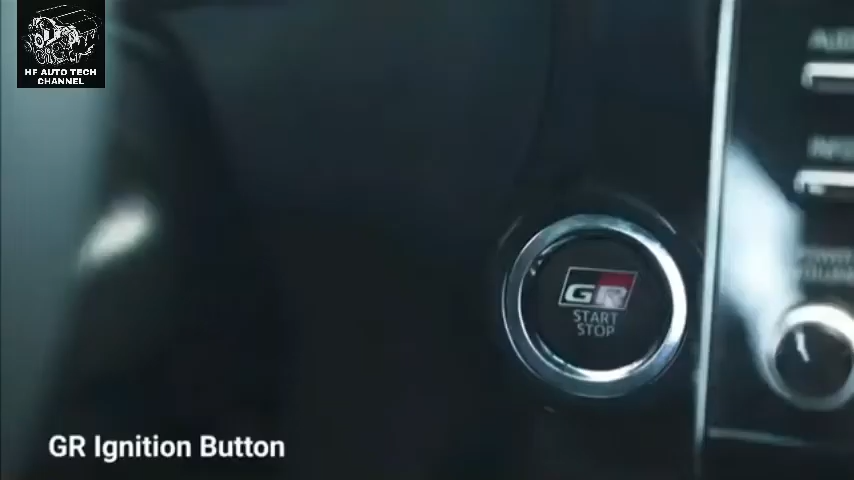 HF AUTO TECH
CHANNEL
GR
START
STOP
GR Ignition Button